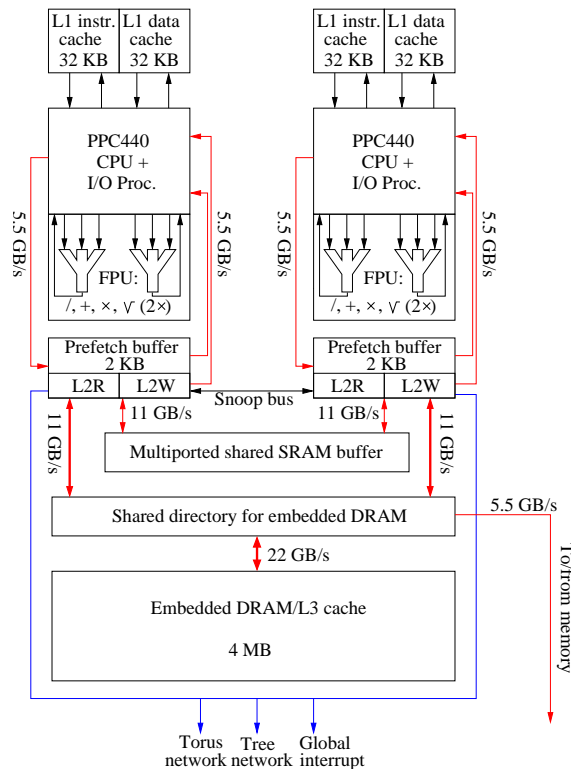 L1 instr.
cache
32 KB
L1 data
cache
32 KB
L1 instr.
cache
32 KB
L1 data
cache
32 KB
PPC440
CPU +
I/O Proc.
PPC440
CPU +
I/O Proc.
5.5 GB/s
5.5 GB/s
5.5 GB/s
5.5 GB/s
FPU:
/, +, ×, √ (2×)
FPU:
/, +, ×, √ (2×)
Prefetch buffer
2 KB
Prefetch buffer
2 KB
L2R
L2W
L2R
L2W
Snoop bus
11 GB/s
11 GB/s
11 GB/s
11 GB/s
Multiported shared SRAM buffer
Shared directory for embedded DRAM
5.5 GB/s
To/from memory
22 GB/s
Embedded DRAM/L3 cache
4 MB
Torus
network
Tree
network
Global
interrupt